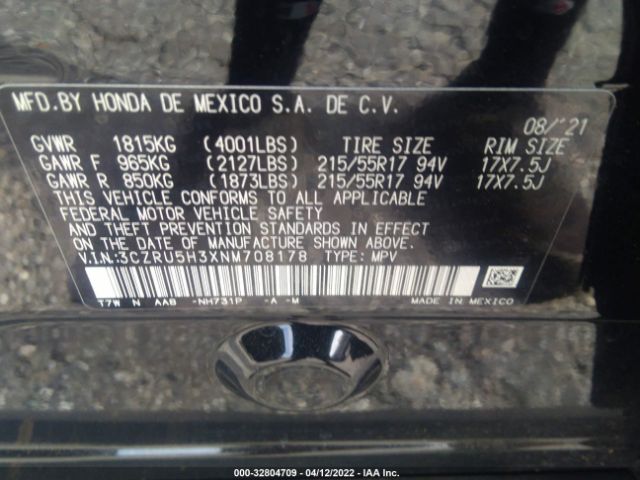 MFD.BY HONDA DE MEXICO S.A. DE C.V.
08/'21
GVWR 1815KG (4001LBS) TIRE SIZE RIM SIZE
GAWR F 965KG (2127LBS) 215/55R17 94V 17X7.5J
GAWR R 850KG (1873LBS) 215/55R17 94V 17X7.5J
THIS VEHICLE CONFORMS TO ALL APPLICABLE
FEDERAL MOTOR VEHICLE SAFETY
AND THEFT PREVENTION STANDARDS IN EFFECT
ON THE DATE OF MANUFACTURE SHOWN ABOVE.
V.I.N.:3CZRU5H3XNM708178 TYPE: MPV
T7W N AAB -NH731P -A -M MADE IN MEXICO
000-32804709 - 04/12/2022 - IAA Inc.